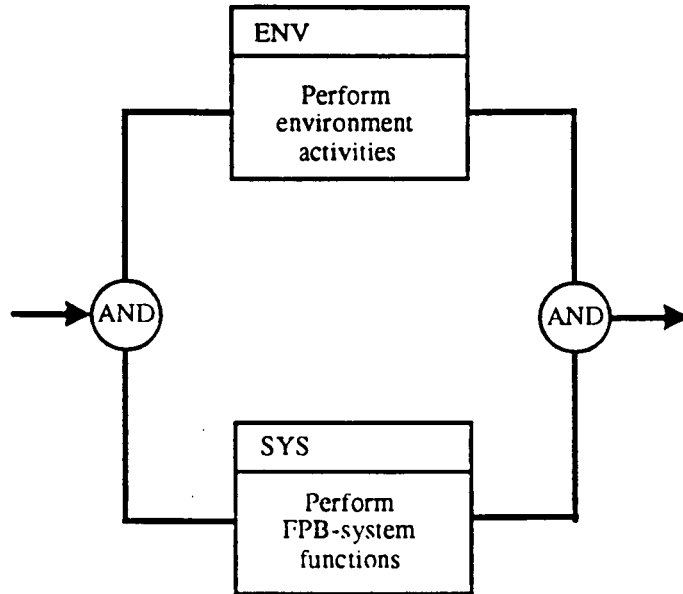 ENV
Perform
environment
activities
AND
AND
SYS
Perform
FPB-system
functions